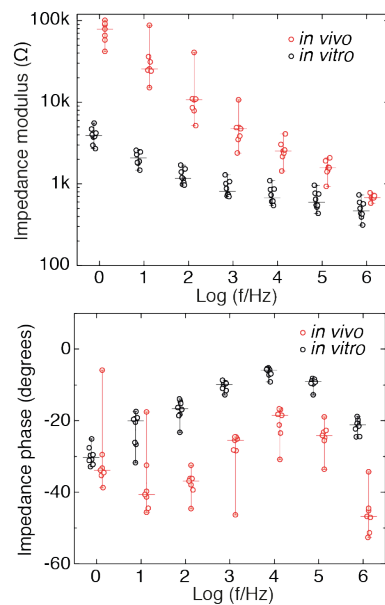 Impedance modulus (Ω)
100k
10k
1k
100
in vivo
in vitro
0 1 2 3 4 5 6
Log (f/Hz)
Impedance phase (degrees)
0
-20
-40
-60
in vivo
in vitro
0 1 2 3 4 5 6
Log (f/Hz)